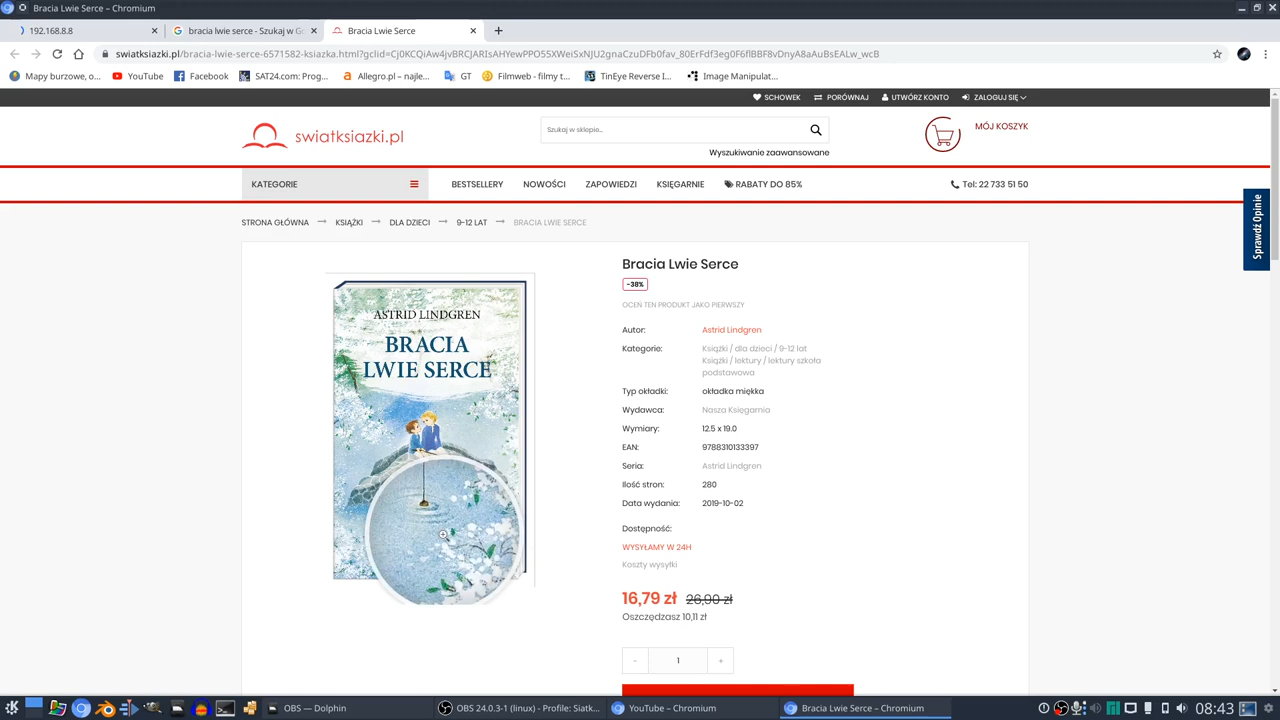 Bracia Lwie Serce – Chromium
192.168.8.8
bracia lwie serce - Szukaj w Go
Bracia Lwie Serce
swiatksiazki.pl/bracia-lwie-serce-6571582-ksiazka.html?gclid=Cj0KCQiAw4jvBRCJARIsAHYewPPO55XWeiSxNJU2gnaCzuDFb0fav_80ErFdf3eg0F6flBBF8vDnyA8aAuBsEALw_wcB
Mapy burzowe, o...
YouTube
Facebook
SAT24.com: Prog...
Allegro.pl – najle...
GT
Filmweb - filmy t...
TinEye Reverse I...
Image Manipulat...
SCHOWEK
PORÓWNAJ
UTWÓRZ KONTO
ZALOGUJ SIĘ
swiatksiazki.pl
Szukaj w sklepie...
Wyszukiwanie zaawansowane
MÓJ KOSZYK
KATEGORIE
BESTSELLERY
NOWOŚCI
ZAPOWIEDZI
KSIĘGARNIE
RABATY DO 85%
Tel: 22 733 51 50
Sprawdź Opinie
STRONA GŁÓWNA → KSIĄŻKI → DLA DZIECI → 9-12 LAT → BRACIA LWIE SERCE
ASTRID LINDGREN
BRACIA
LWIE SERCE
Bracia Lwie Serce
-38%
OCEŃ TEN PRODUKT JAKO PIERWSZY
Autor: Astrid Lindgren
Kategorie: Książki / dla dzieci / 9-12 lat
Książki / lektury / lektury szkoła
podstawowa
Typ okładki: okładka miękka
Wydawca: Nasza Księgarnia
Wymiary: 12.5 x 19.0
EAN: 9788310133397
Seria: Astrid Lindgren
Ilość stron: 280
Data wydania: 2019-10-02
Dostępność:
WYSYŁAMY W 24H
Koszty wysyłki
16,79 zł 26,90 zł
Oszczędzasz 10,11 zł
- 1 +
OBS — Dolphin
OBS 24.0.3-1 (linux) - Profile: Siatk...
YouTube – Chromium
Bracia Lwie Serce – Chromium
08:43